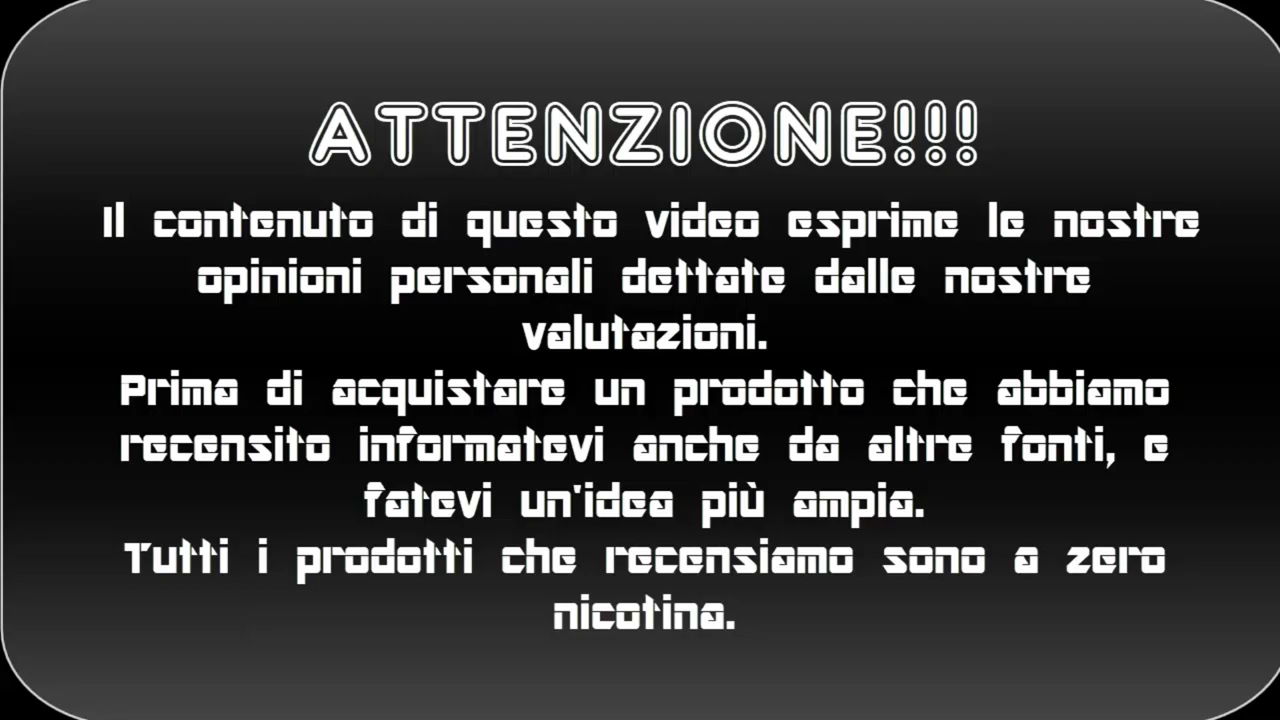 ATTENZIONE!!!
Il contenuto di questo video esprime le nostre
opinioni personali dettate dalle nostre
valutazioni.
Prima di acquistare un prodotto che abbiamo
recensito informatevi anche da altre fonti, e
fatevi un'idea più ampia.
Tutti i prodotti che recensiamo sono a zero
nicotina.